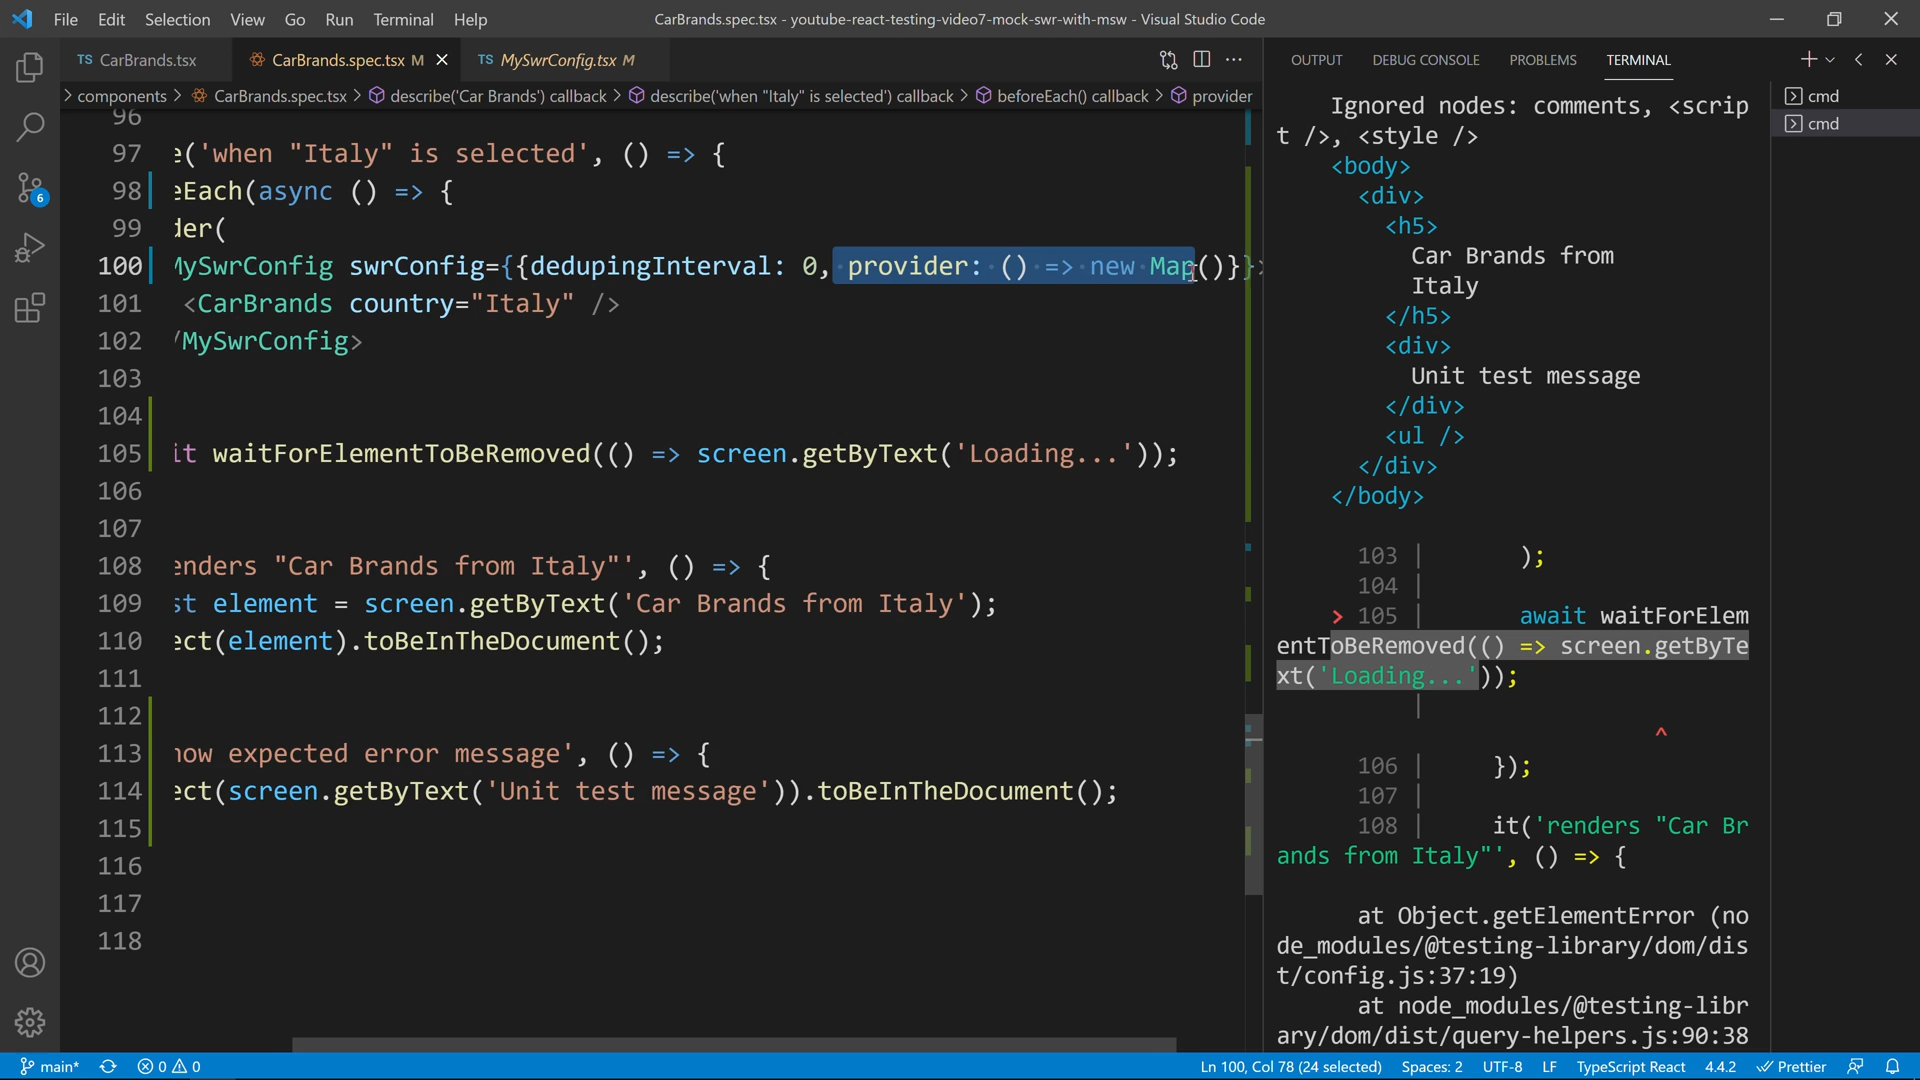 File Edit Selection View Go Run Terminal Help
CarBrands.spec.tsx - youtube-react-testing-video7-mock-swr-with-msw - Visual Studio Code
TS CarBrands.tsx
CarBrands.spec.tsx M
TS MySwrConfig.tsx M
components > CarBrands.spec.tsx > describe('Car Brands') callback > describe('when "Italy" is selected') callback > beforeEach() callback > provider
96
97 e('when "Italy" is selected', () => {
98 eEach(async () => {
99 der(
100 MySwrConfig swrConfig={{dedupingInterval: 0, provider: () => new Map()}}>
101 <CarBrands country="Italy" />
102 /MySwrConfig>
103
104
105 it waitForElementToBeRemoved(() => screen.getByText('Loading...'));
106
107
108 enders "Car Brands from Italy"', () => {
109 st element = screen.getByText('Car Brands from Italy');
110 ect(element).toBeInTheDocument();
111
112
113 how expected error message', () => {
114 ect(screen.getByText('Unit test message')).toBeInTheDocument();
115
116
117
118
OUTPUT DEBUG CONSOLE PROBLEMS TERMINAL
cmd
cmd
Ignored nodes: comments, <scrip
t />, <style />
<body>
<div>
<h5>
Car Brands from
Italy
</h5>
<div>
Unit test message
</div>
<ul />
</div>
</body>
103 | );
104 |
> 105 | await waitForElem
entToBeRemoved(() => screen.getByTe
xt('Loading...'));
|
^
106 | });
107 |
108 | it('renders "Car Br
ands from Italy"', () => {
at Object.getElementError (no
de_modules/@testing-library/dom/dis
t/config.js:37:19)
at node_modules/@testing-libr
ary/dom/dist/query-helpers.js:90:38
6
main* 0 0
Ln 100, Col 78 (24 selected) Spaces: 2 UTF-8 LF TypeScript React 4.4.2 Prettier